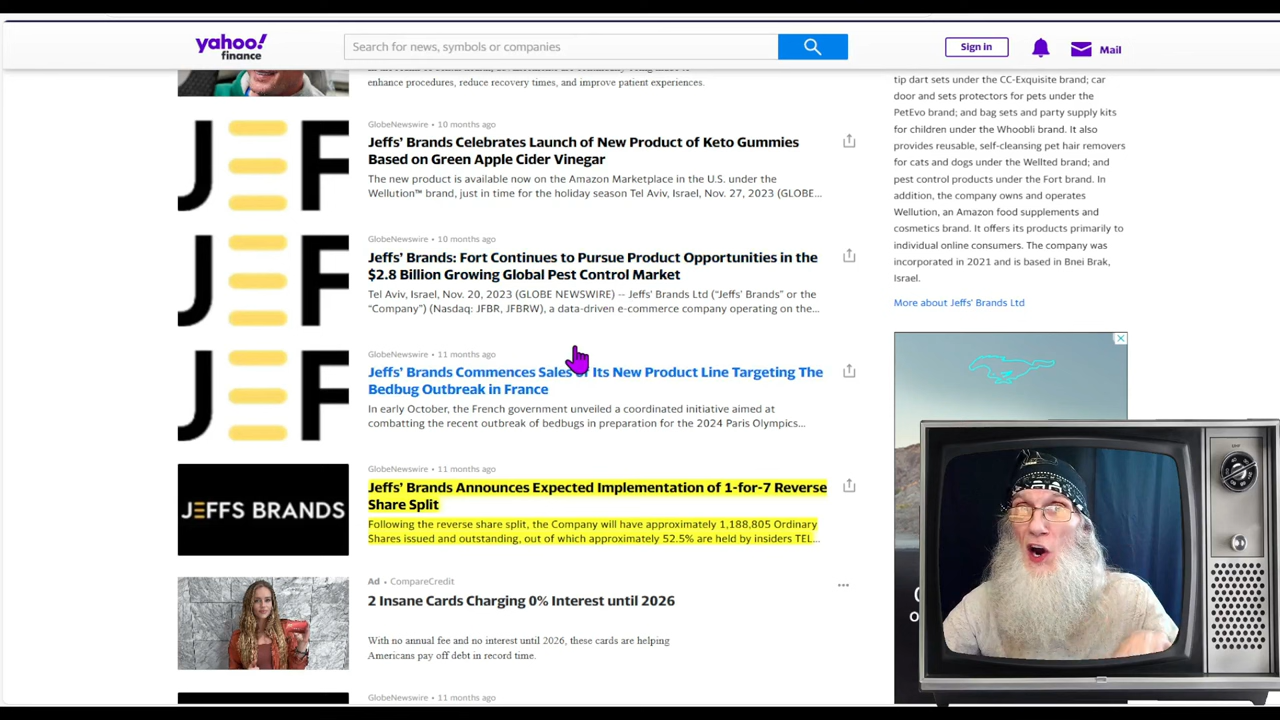 yahoo!
finance
Search for news, symbols or companies
Sign in
Mail
enhance procedures, reduce recovery times, and improve patient experiences.
GlobeNewswire • 10 months ago
Jeffs' Brands Celebrates Launch of New Product of Keto Gummies
Based on Green Apple Cider Vinegar
The new product is available now on the Amazon Marketplace in the U.S. under the
Wellution™ brand, just in time for the holiday season Tel Aviv, Israel, Nov. 27, 2023 (GLOBE...
JEF
GlobeNewswire • 10 months ago
Jeffs' Brands: Fort Continues to Pursue Product Opportunities in the
$2.8 Billion Growing Global Pest Control Market
Tel Aviv, Israel, Nov. 20, 2023 (GLOBE NEWSWIRE) -- Jeffs' Brands Ltd ("Jeffs' Brands" or the
"Company") (Nasdaq: JFBR, JFBRW), a data-driven e-commerce company operating on the...
JEF
GlobeNewswire • 11 months ago
Jeffs' Brands Commences Sales of Its New Product Line Targeting The
Bedbug Outbreak in France
In early October, the French government unveiled a coordinated initiative aimed at
combatting the recent outbreak of bedbugs in preparation for the 2024 Paris Olympics...
JEF
GlobeNewswire • 11 months ago
Jeffs' Brands Announces Expected Implementation of 1-for-7 Reverse
Share Split
Following the reverse share split, the Company will have approximately 1,188,805 Ordinary
Shares issued and outstanding, out of which approximately 52.5% are held by insiders TEL...
JEFFS BRANDS
Ad • CompareCredit
2 Insane Cards Charging 0% Interest until 2026
With no annual fee and no interest until 2026, these cards are helping
Americans pay off debt in record time.
GlobeNewswire • 11 months ago
tip dart sets under the CC-Exquisite brand; car
door and sets protectors for pets under the
PetEvo brand; and bag sets and party supply kits
for children under the Whoobli brand. It also
provides reusable, self-cleansing pet hair removers
for cats and dogs under the Wellted brand; and
pest control products under the Fort brand. In
addition, the company owns and operates
Wellution, an Amazon food supplements and
cosmetics brand. It offers its products primarily to
individual online consumers. The company was
incorporated in 2021 and is based in Bnei Brak,
Israel.
More about Jeffs' Brands Ltd